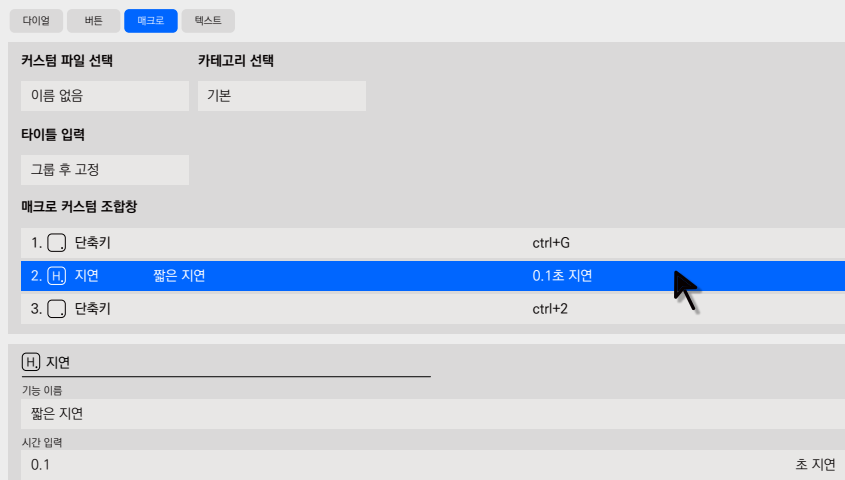 다이얼 버튼 매크로 텍스트
커스텀 파일 선택 카테고리 선택
이름 없음 기본
타이틀 입력
그룹 후 고정
매크로 커스텀 조합창
1. 단축키 ctrl+G
2. H. 지연 짧은 지연 0.1초 지연
3. 단축키 ctrl+2
H. 지연
기능 이름
짧은 지연
시간 입력
0.1 초 지연